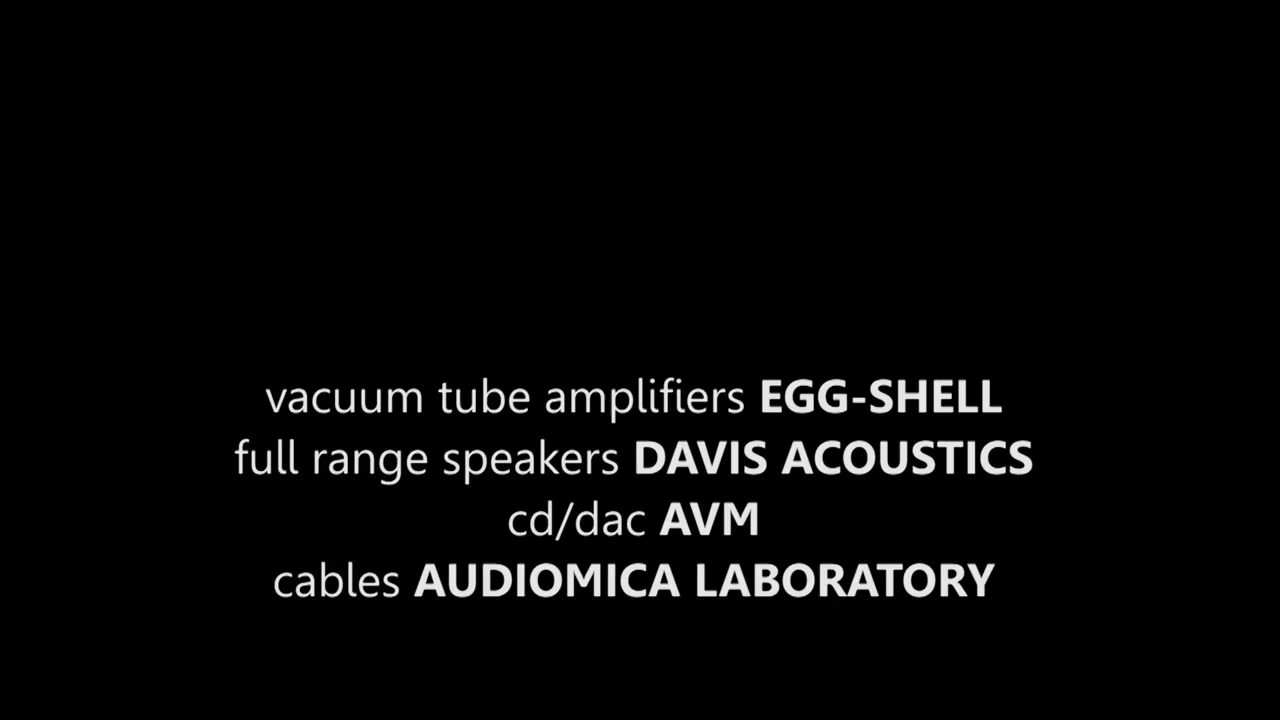 vacuum tube amplifiers EGG-SHELL
full range speakers DAVIS ACOUSTICS
cd/dac AVM
cables AUDIOMICA LABORATORY